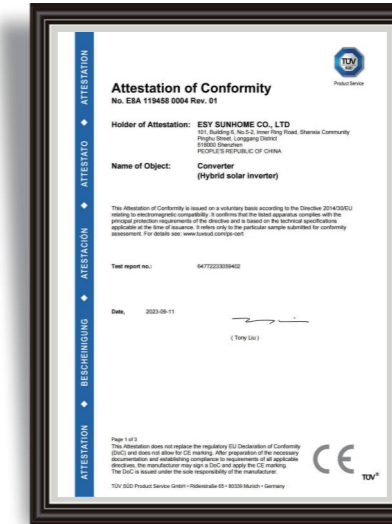 ATTESTATION ◆ BESCHEINIGUNG ◆ ATESTACIÓN ◆ ATTESTATO ◆ ATTESTATION
TÜV
SÜD
Product Service
Attestation of Conformity
No. E8A 119458 0004 Rev. 01
Holder of Attestation: ESY SUNHOME CO., LTD
101, Building 6, No.5-2, Inner Ring Road, Shanxia Community
Pinghu Street, Longgang District
518000 Shenzhen
PEOPLE'S REPUBLIC OF CHINA
Name of Object: Converter
(Hybrid solar inverter)
This Attestation of Conformity is issued on a voluntary basis according to the Directive 2014/30/EU
relating to electromagnetic compatibility. It confirms that the listed apparatus complies with the
principal protection requirements of the directive and is based on the technical specifications
applicable at the time of issuance. It refers only to the particular sample submitted for conformity
assessment. For details see: www.tuvsud.com/ps-cert
Test report no.: 64772233059402
Date, 2023-09-11
( Tony Liu )
Page 1 of 3
This Attestation does not replace the regulatory EU Declaration of Conformity
(DoC) and does not allow for CE marking. After preparation of the necessary
documentation and establishing compliance to requirements of all applicable
directives, the manufacturer may sign a DoC and apply the CE marking.
The DoC is issued under the sole responsibility of the manufacturer.
CE
TÜV®
TÜV SÜD Product Service GmbH • Ridlerstraße 65 • 80339 Munich • Germany